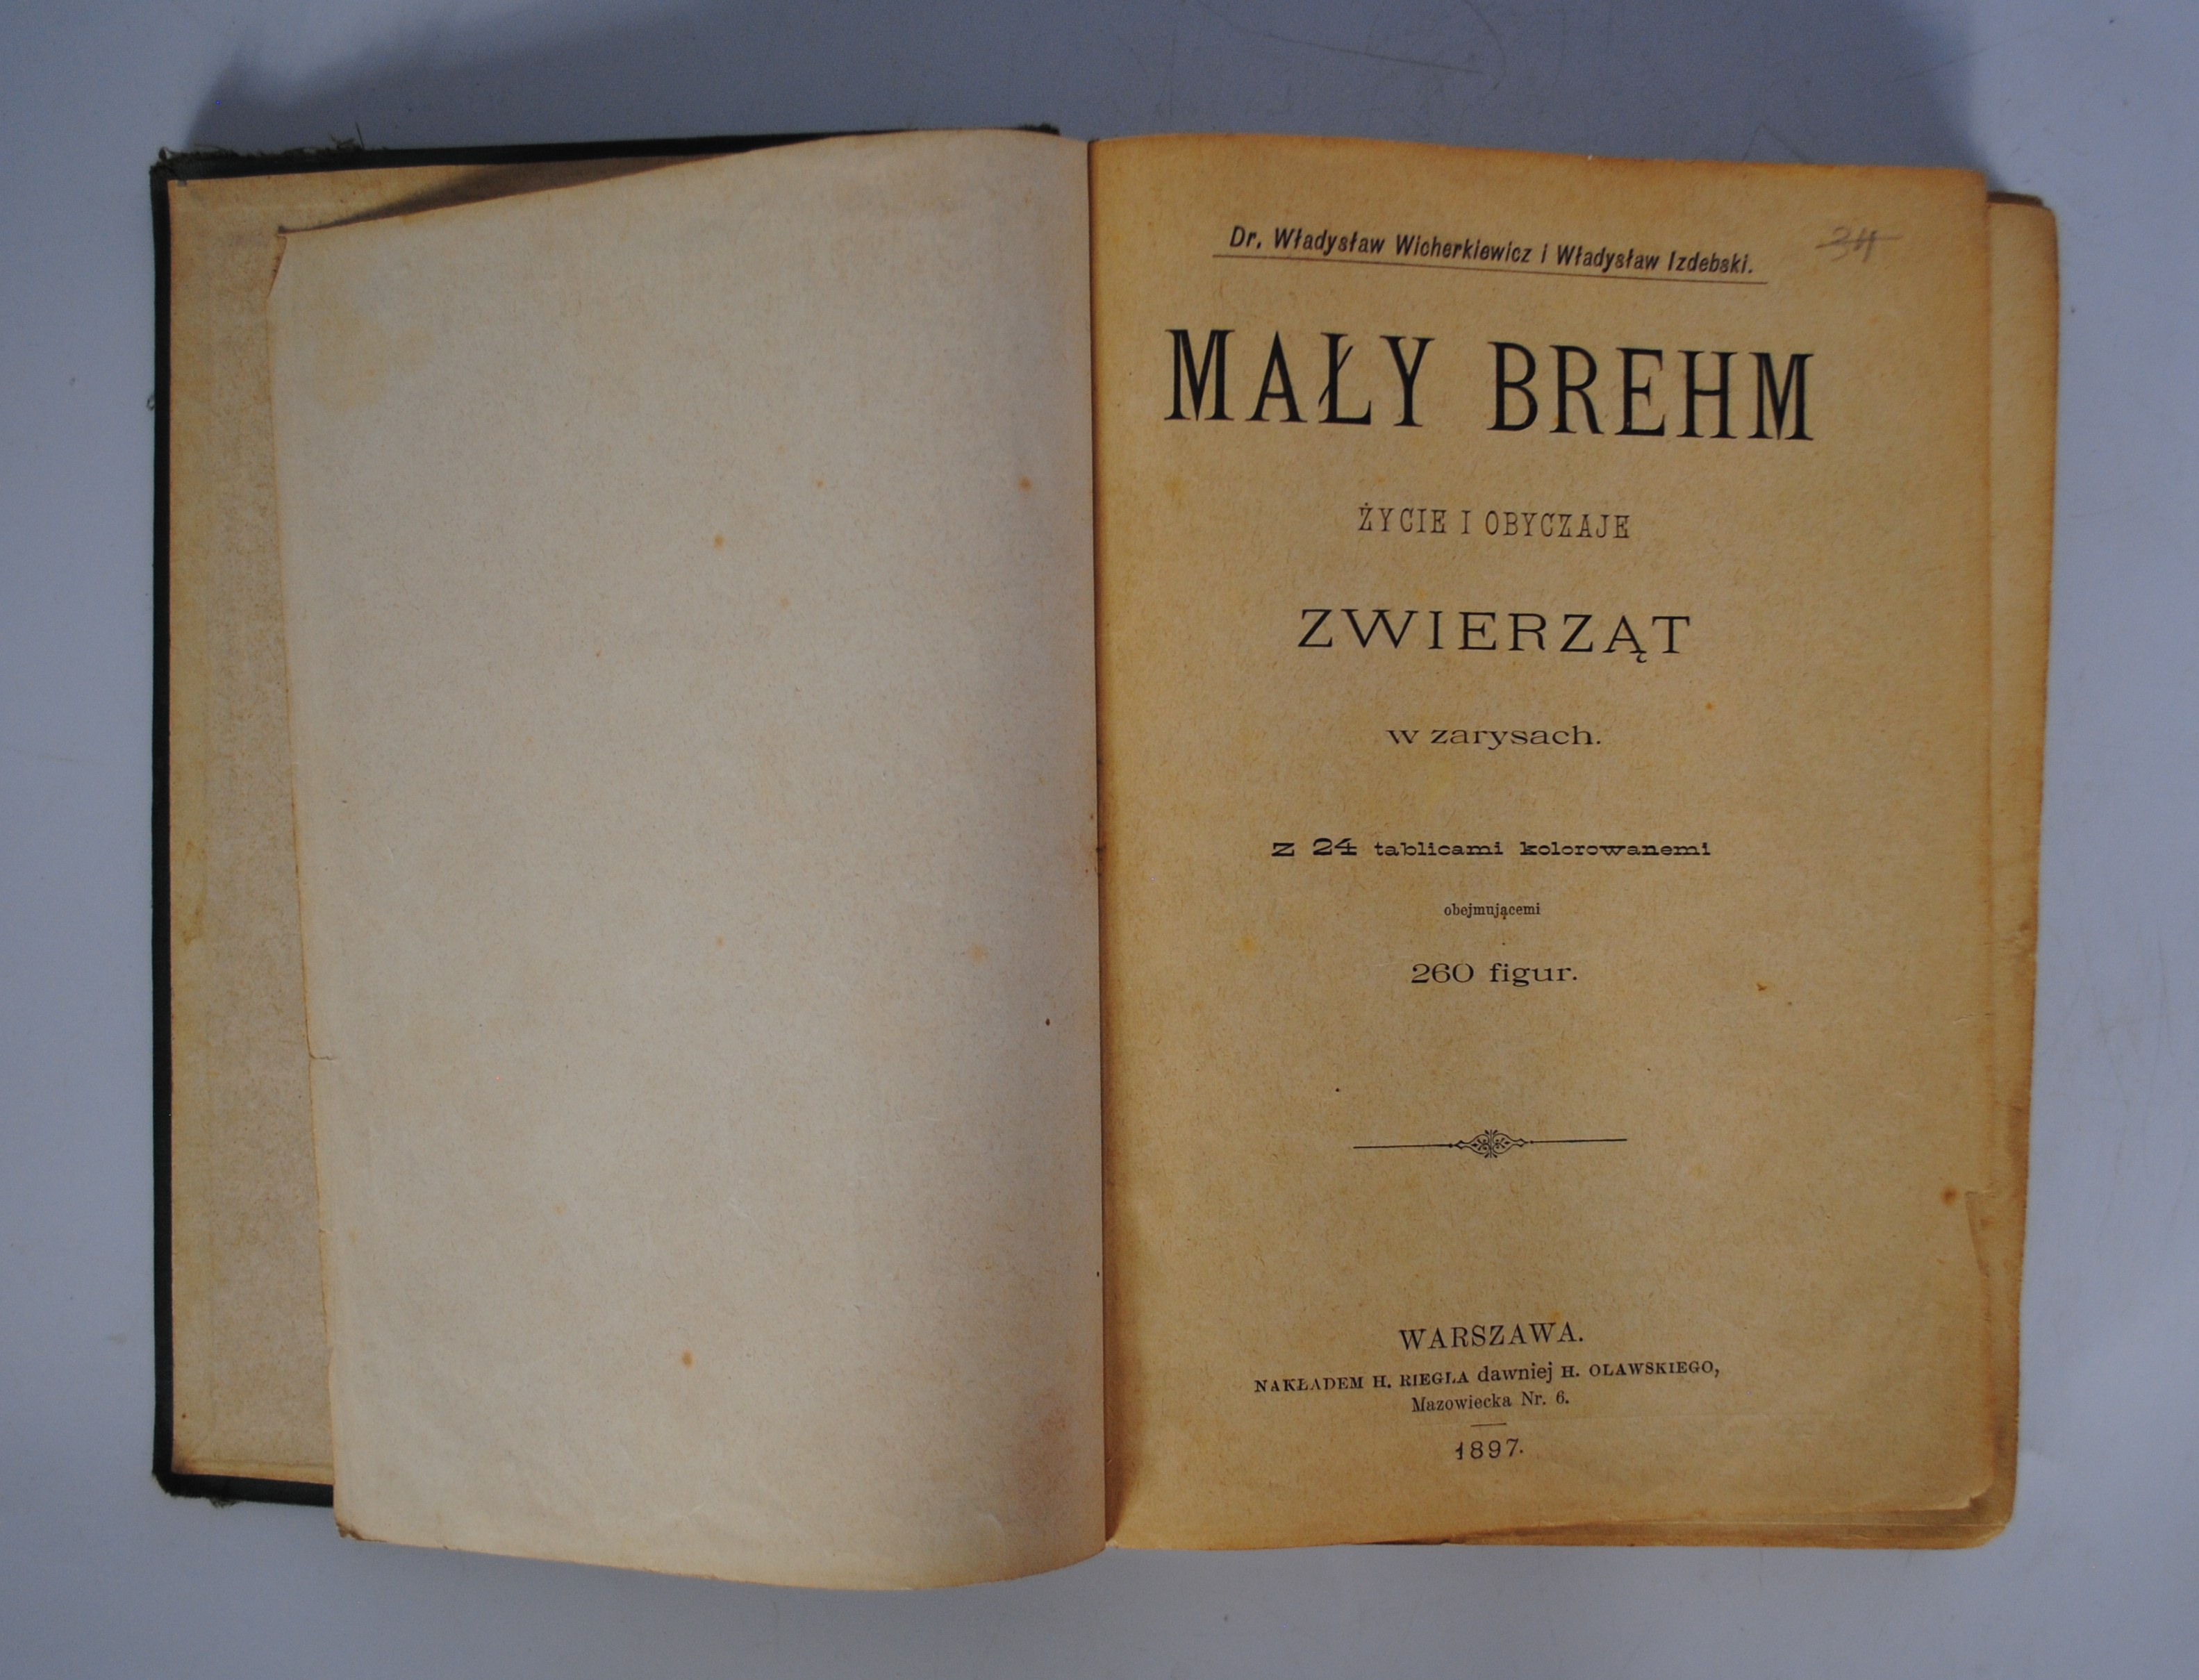 Dr. Władysław Wicherkiewicz i Władysław Izdebski.
MAŁY BREHM
ŻYCIE I OBYCZAJE
ZWIERZĄT
w zarysach.
z 24 tablicami kolorowanemi
obejmującemi
260 figur.
WARSZAWA.
NAKŁADEM H. RIEGLA dawniej H. OLAWSKIEGO,
Mazowiecka Nr. 6.
1897.